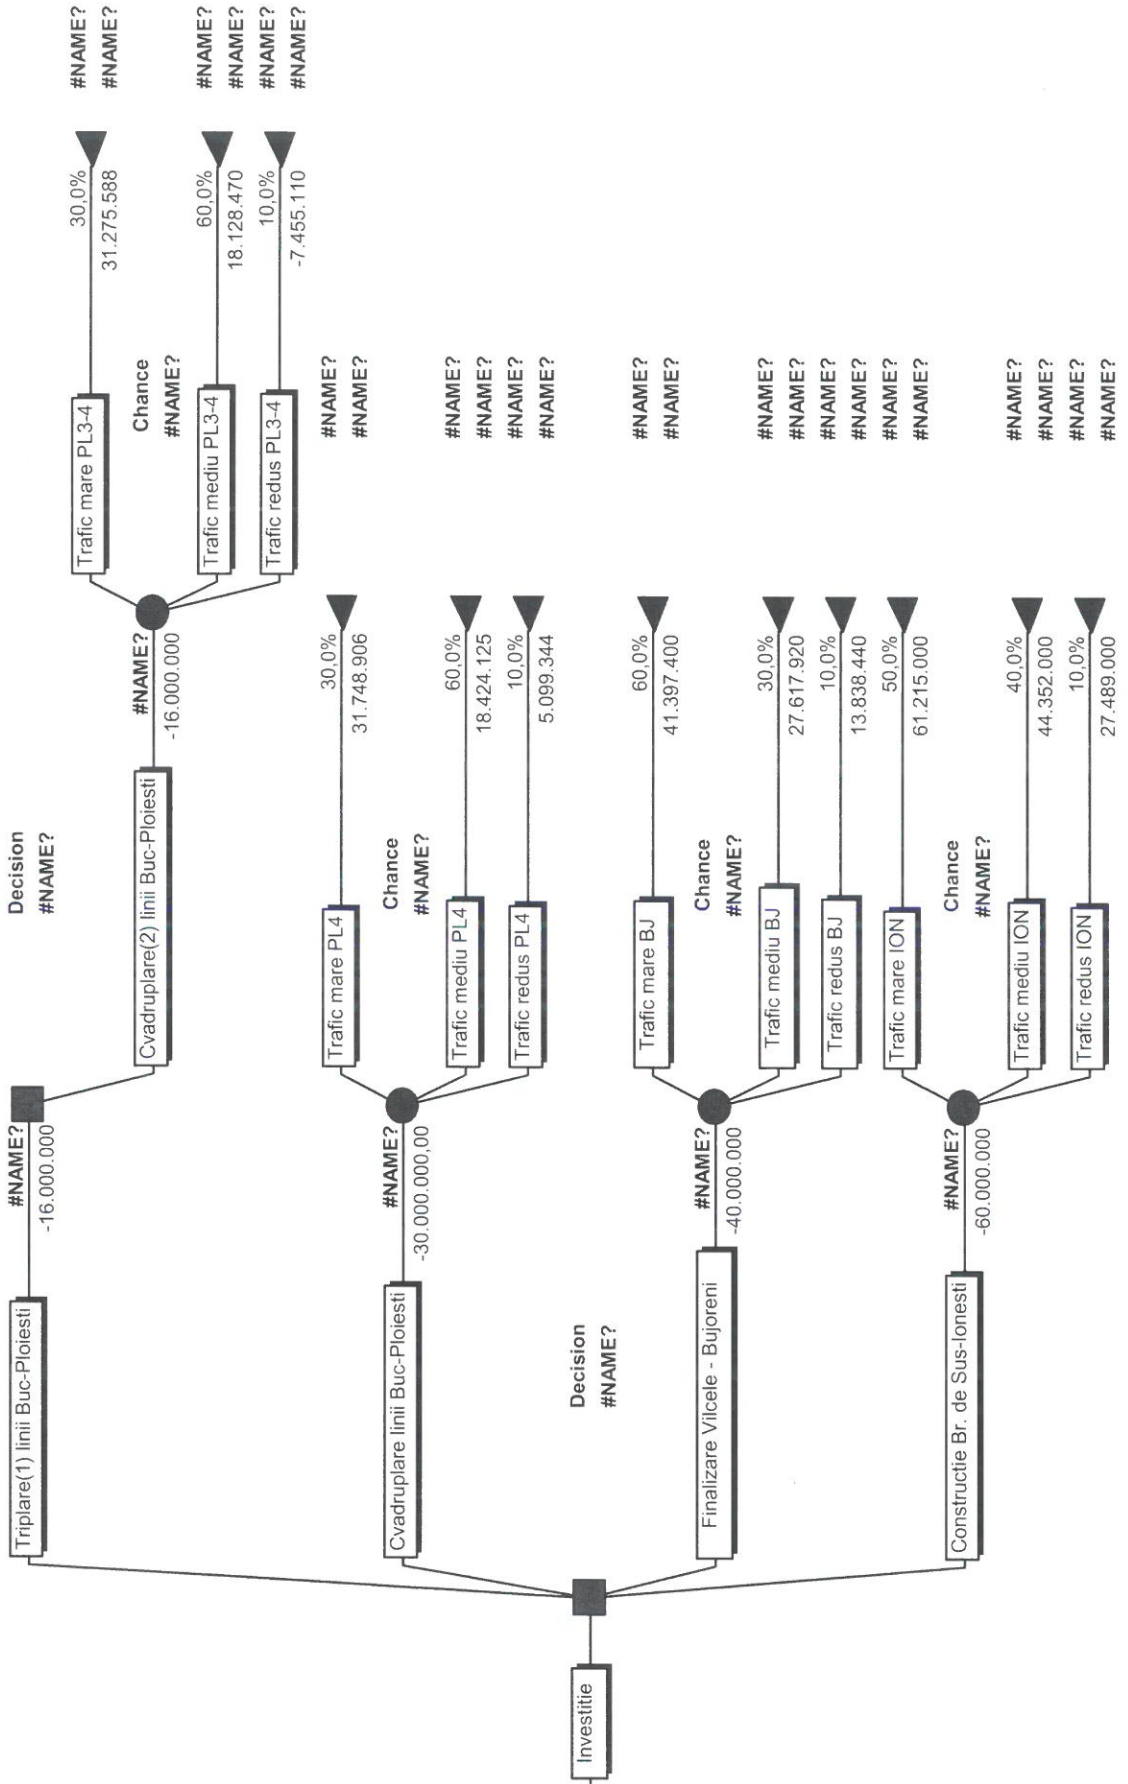 Decision
#NAME?
#NAME?
Triplare(1) linii Buc-Ploiesti
-16.000.000
30,0%
#NAME?
Trafic mare PL3-4
31.275.588
#NAME?
Chance
#NAME?
#NAME?
Cvadruplare(2) linii Buc-Ploiesti
-16.000.000
60,0%
#NAME?
Trafic mediu PL3-4
18.128.470
#NAME?
10,0%
#NAME?
Trafic redus PL3-4
-7.455.110
#NAME?
30,0%
#NAME?
Trafic mare PL4
31.748.906
#NAME?
Chance
#NAME?
#NAME?
Cvadruplare linii Buc-Ploiesti
-30.000.000,00
60,0%
#NAME?
Trafic mediu PL4
18.424.125
#NAME?
10,0%
#NAME?
Trafic redus PL4
5.099.344
#NAME?
Decision
#NAME?
Investitie
60,0%
#NAME?
Trafic mare BJ
41.397.400
#NAME?
Chance
#NAME?
#NAME?
Finalizare Vilcele - Bujoreni
-40.000.000
30,0%
#NAME?
Trafic mediu BJ
27.617.920
#NAME?
10,0%
#NAME?
Trafic redus BJ
13.838.440
#NAME?
50,0%
#NAME?
Trafic mare ION
61.215.000
#NAME?
Chance
#NAME?
#NAME?
Constructie Br. de Sus-Ionesti
-60.000.000
40,0%
#NAME?
Trafic mediu ION
44.352.000
#NAME?
10,0%
#NAME?
Trafic redus ION
27.489.000
#NAME?